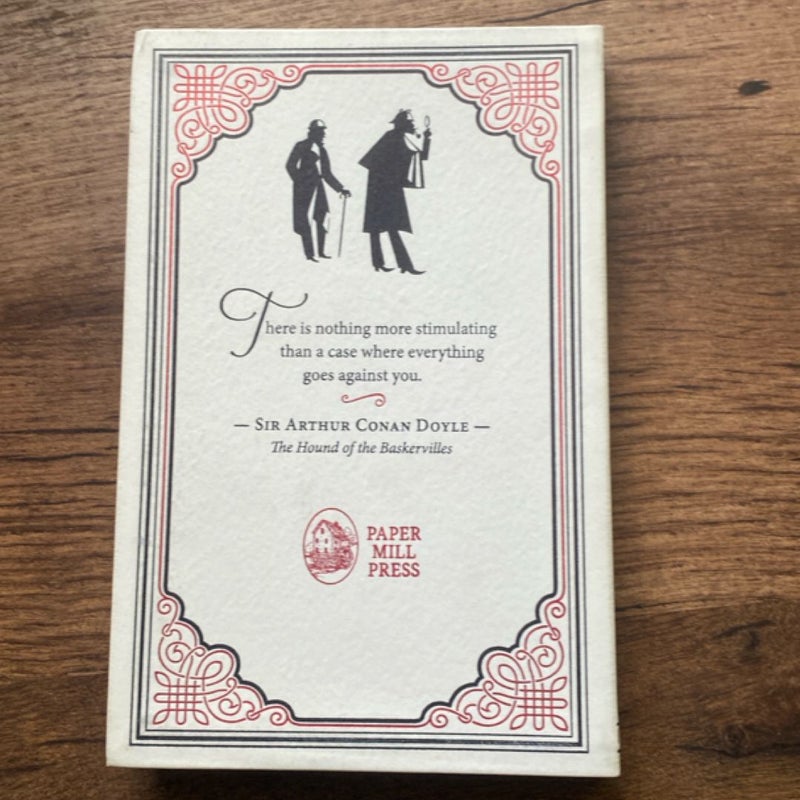 There is nothing more stimulating
than a case where everything
goes against you.
— SIR ARTHUR CONAN DOYLE —
The Hound of the Baskervilles
PAPER
MILL
PRESS